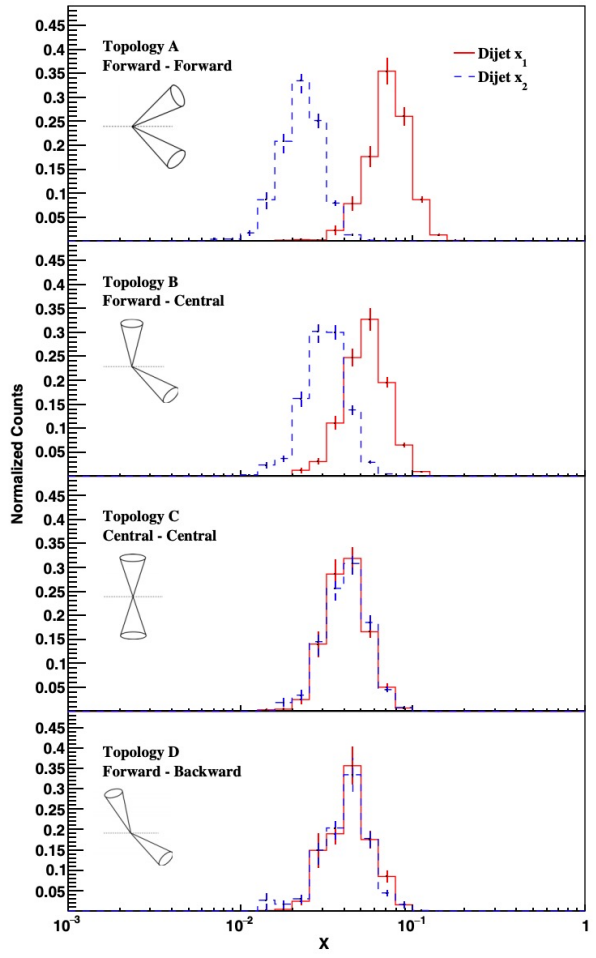 0.45
0.4
Topology A
Forward - Forward
Dijet x1
Dijet x2
0.35
0.3
0.25
0.2
0.15
0.1
0.05
0.45
0.4
Topology B
Forward - Central
0.35
0.3
0.25
0.2
0.15
0.1
0.05
Normalized Counts
0.45
0.4
Topology C
Central - Central
0.35
0.3
0.25
0.2
0.15
0.1
0.05
0.45
0.4
Topology D
Forward - Backward
0.35
0.3
0.25
0.2
0.15
0.1
0.05
10−3 10−2 10−1 1
x